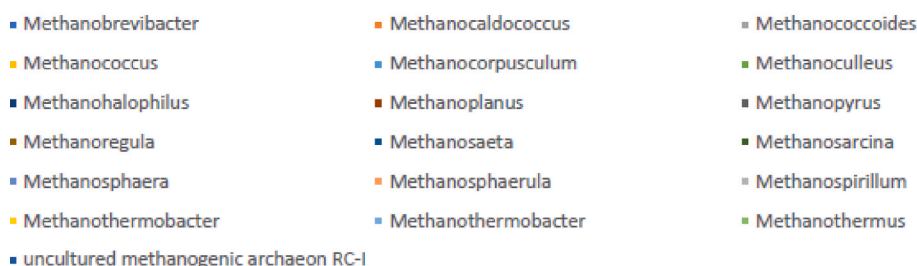 Methanobrevibacter Methanocaldococcus Methanococcoides
Methanococcus Methanocorpusculum Methanoculleus
Methanohalophilus Methanoplanus Methanopyrus
Methanoregula Methanosaeta Methanosarcina
Methanosphaera Methanosphaerula Methanospirillum
Methanothermobacter Methanothermobacter Methanothermus
uncultured methanogenic archaeon RC-I